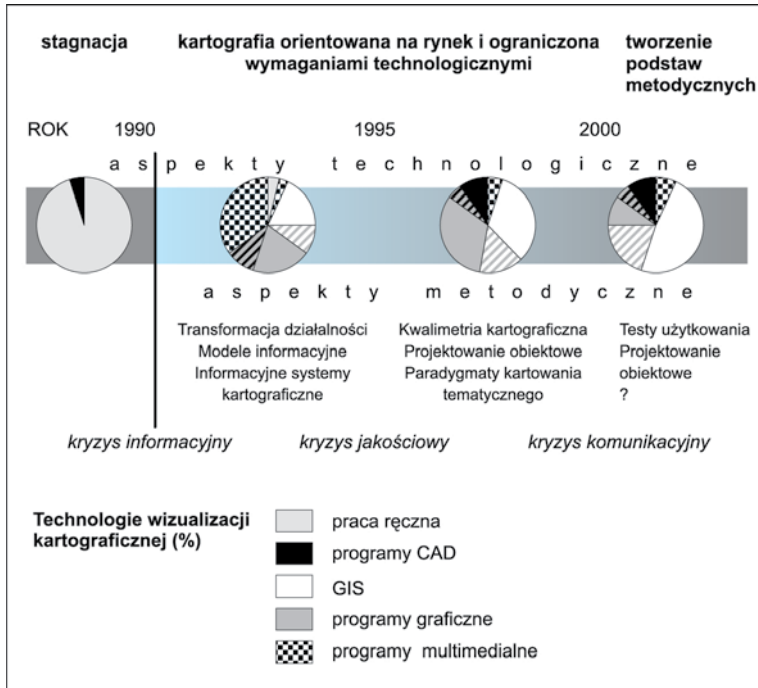 stagnacja
kartografia orientowana na rynek i ograniczona
wymaganiami technologicznymi
tworzenie
podstaw
metodycznych
ROK 1990 1995 2000
a s p e k t y t e c h n o l o g i c z n e
a s p e k t y m e t o d y c z n e
Transformacja działalności
Modele informacyjne
Informacyjne systemy
kartograficzne
Kwalimetria kartograficzna
Projektowanie obiektowe
Paradygmaty kartowania
tematycznego
Testy użytkowania
Projektowanie
obiektowe
?
kryzys informacyjny kryzys jakościowy kryzys komunikacyjny
Technologie wizualizacji
kartograficznej (%)
praca ręczna
programy CAD
GIS
programy graficzne
programy multimedialne